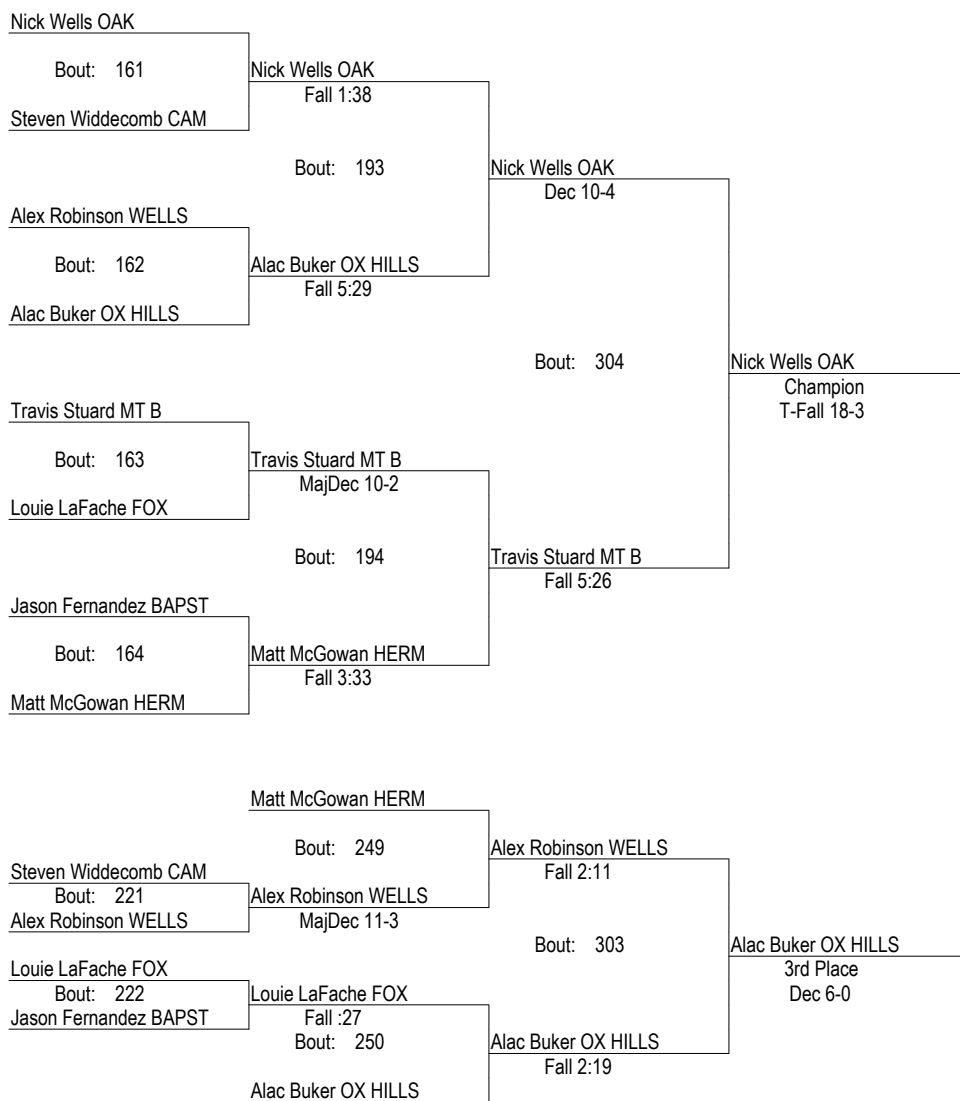 Nick Wells OAK
Bout: 161
Nick Wells OAK
Fall 1:38
Steven Widdecomb CAM
Bout: 193
Nick Wells OAK
Dec 10-4
Alex Robinson WELLS
Bout: 162
Alac Buker OX HILLS
Fall 5:29
Alac Buker OX HILLS
Bout: 304
Nick Wells OAK
Champion
T-Fall 18-3
Travis Stuard MT B
Bout: 163
Travis Stuard MT B
MajDec 10-2
Louie LaFache FOX
Bout: 194
Travis Stuard MT B
Fall 5:26
Jason Fernandez BAPST
Bout: 164
Matt McGowan HERM
Fall 3:33
Matt McGowan HERM
Matt McGowan HERM
Bout: 249
Alex Robinson WELLS
Fall 2:11
Steven Widdecomb CAM
Bout: 221
Alex Robinson WELLS
Alex Robinson WELLS
MajDec 11-3
Bout: 303
Alac Buker OX HILLS
3rd Place
Dec 6-0
Louie LaFache FOX
Bout: 222
Louie LaFache FOX
Jason Fernandez BAPST
Fall :27
Bout: 250
Alac Buker OX HILLS
Fall 2:19
Alac Buker OX HILLS